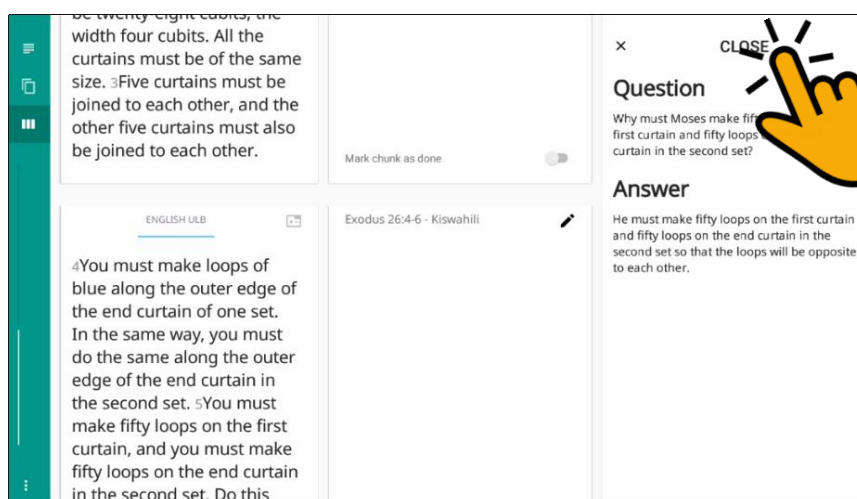 be twenty-eight cubits, the
width four cubits. All the
curtains must be of the same
size. 3Five curtains must be
joined to each other, and the
other five curtains must also
be joined to each other.
Mark chunk as done
ENGLISH ULB
4You must make loops of
blue along the outer edge of
the end curtain of one set.
In the same way, you must
do the same along the outer
edge of the end curtain in
the second set. 5You must
make fifty loops on the first
curtain, and you must make
fifty loops on the end curtain
in the second set. Do this
Exodus 26:4-6 - Kiswahili
× CLOSE
Question
Why must Moses make
first curtain and fifty loops
curtain in the second set?
Answer
He must make fifty loops on the first curtain
and fifty loops on the end curtain in the
second set so that the loops will be opposite
to each other.